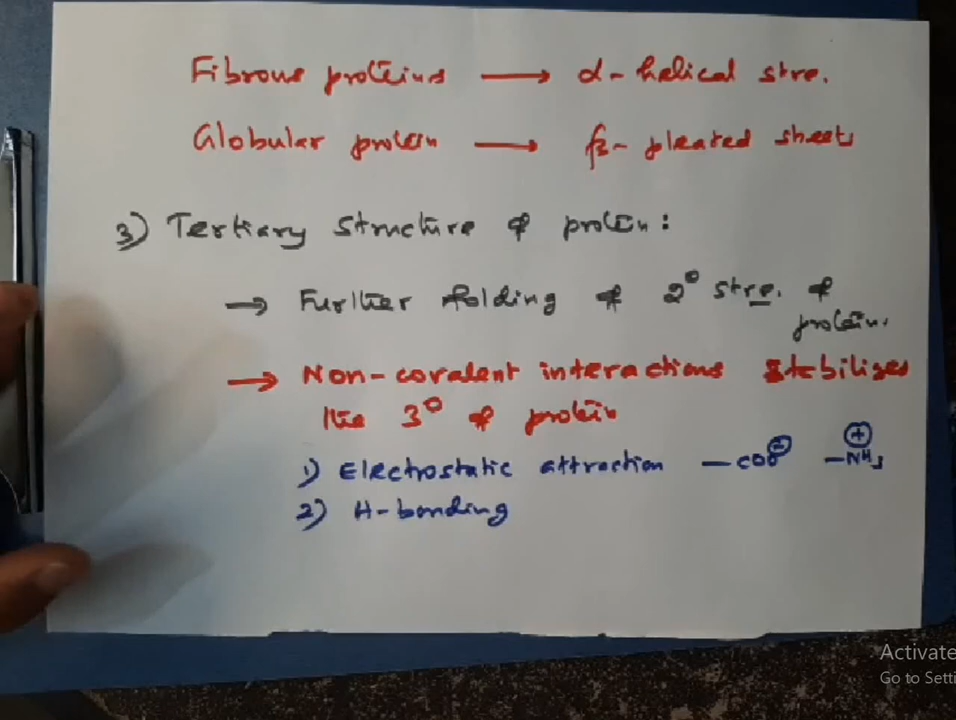 Fibrous proteins → α-helical stre.
Globular protein → β-pleated sheets
3) Tertiary structure of protein:
→ Further folding of 2° stre. of
protein.
→ Non-covalent interactions stabilizes
the 3° of protein
1) Electrostatic attraction —COO⊖ —NH₃⊕
2) H-bonding
Activate
Go to Setti